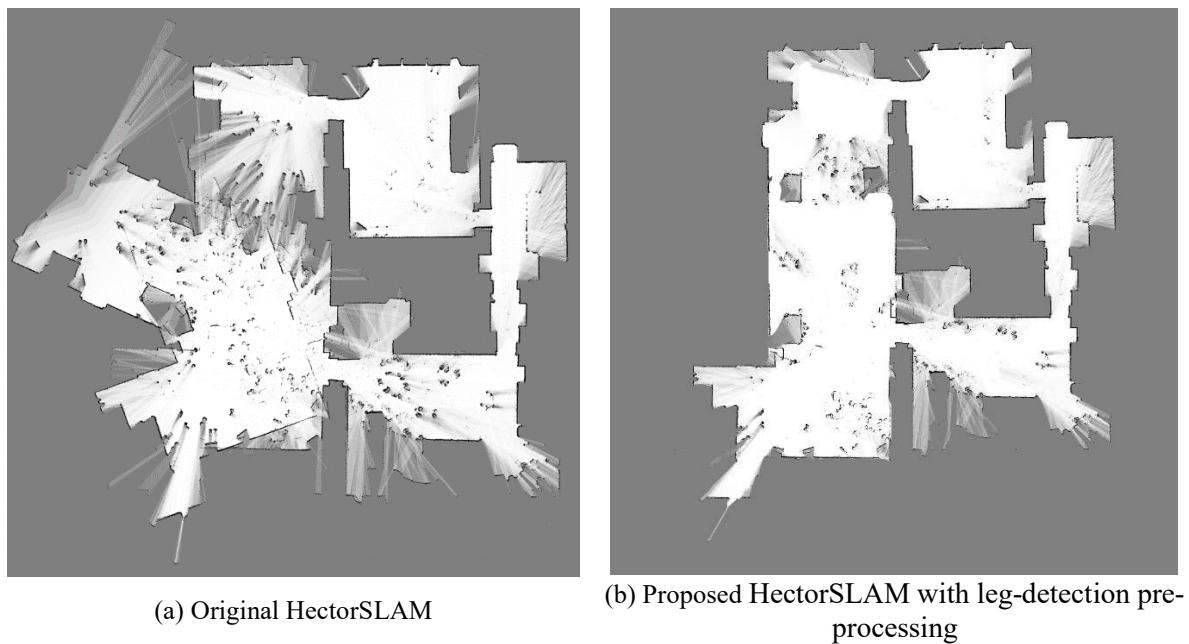 (a) Original HectorSLAM
(b) Proposed HectorSLAM with leg-detection pre-
processing